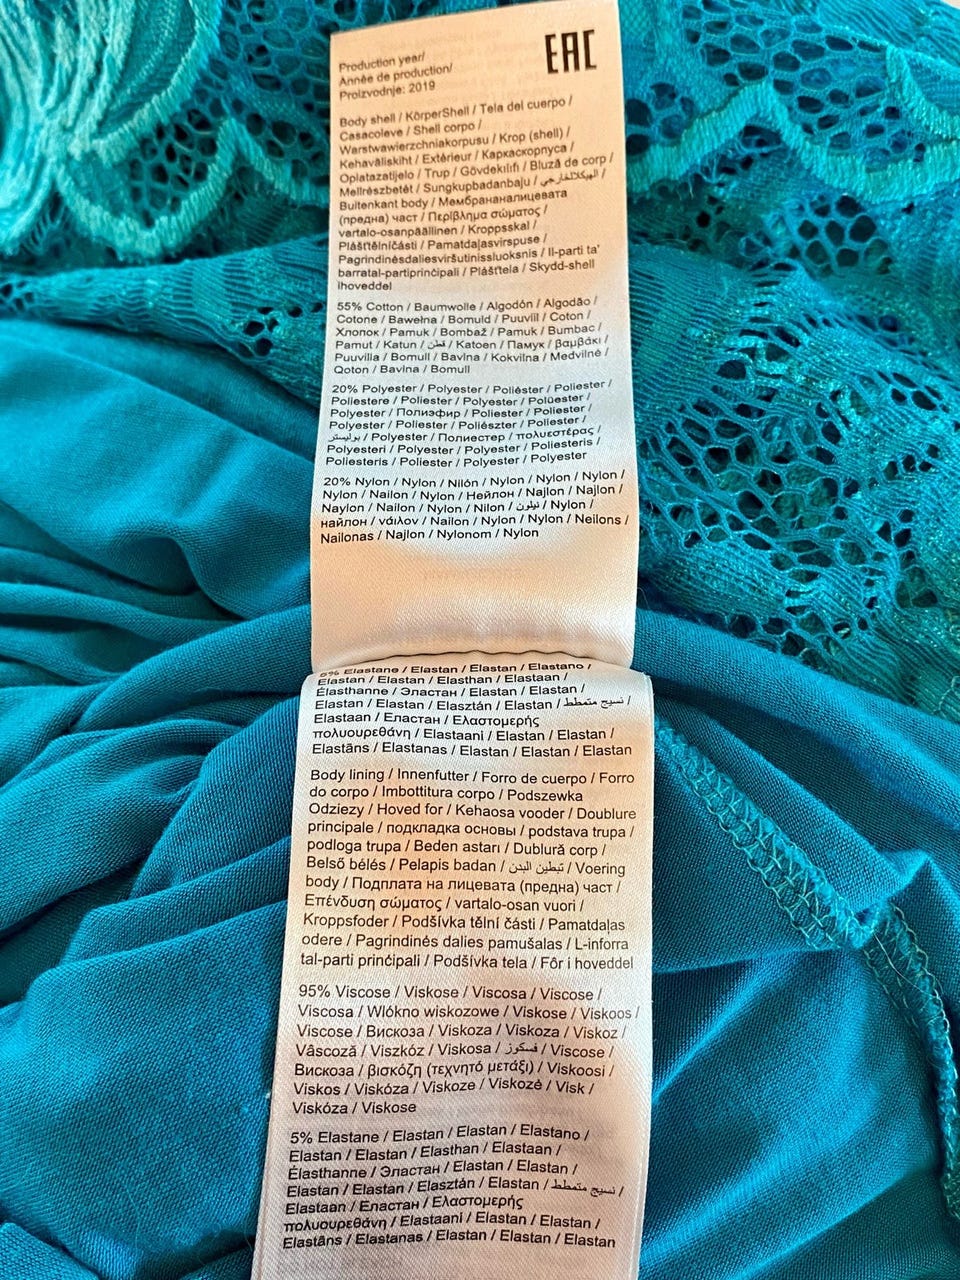 EAC
Production year/
Année de production/
Proizvodnje: 2019
Body shell / KörperShell / Tela del cuerpo /
Casacoleve / Shell corpo /
Warstwawierzchniakorpusu / Krop (shell) /
Kehaväliskiht / Extérieur / Каркаскорпуса /
Oplatazatijelo / Trup / Gövdekılıfı / Bluză de corp /
Mellrészbetét / Sungkupbadanbaju / الهيكلالخارجي /
Buitenkant body / Мембрананалицевата
(предна) част / Περίβλημα σώματος /
vartalo-osanpäällinen / Kroppsskal /
Plášťtělníčásti / Pamatdaļasvirspuse /
Pagrindinėsdaliesviršutinissluoksnis / Il-parti ta'
barratal-partiprinċipali / Plášťtela / Skydd-shell
ihoveddel
55% Cotton / Baumwolle / Algodón / Algodão /
Cotone / Bawełna / Bomuld / Puuvill / Coton /
Хлопок / Pamuk / Bombaž / Pamuk / Bumbac /
Pamut / Katun / قطن / Katoen / Памук / βαμβάκι /
Puuvilla / Bomull / Bavlna / Kokvilna / Medvilnė /
Qoton / Bavlna / Bomull
20% Polyester / Polyester / Poliéster / Poliester /
Poliestere / Poliester / Polyester / Polüester /
Polyester / Полиэфир / Poliester / Poliester /
Polyester / Poliester / Poliészter / Poliester /
بوليستر / Polyester / Полиестер / πολυεστέρας /
Polyesteri / Polyester / Polyester / Poliesteris /
Poliesteris / Poliester / Polyester / Polyester
20% Nylon / Nylon / Nilón / Nylon / Nylon / Nylon /
Nylon / Nailon / Nylon / Нейлон / Najlon / Najlon /
Naylon / Nailon / Nylon / Nilon / نيلون / Nylon /
найлон / νάιλον / Nailon / Nylon / Nylon / Neilons /
Nailonas / Najlon / Nylonom / Nylon
5% Elastane / Elastan / Elastan / Elastano /
Elastan / Elastan / Elasthan / Elastaan /
Élasthanne / Эластан / Elastan / Elastan /
Elastan / Elastan / Elasztán / Elastan / نسيج متمطط /
Elastaan / Еластан / Ελαστομερής
πολυουρεθάνη / Elastaani / Elastan / Elastan /
Elastāns / Elastanas / Elastan / Elastan / Elastan
Body lining / Innenfutter / Forro de cuerpo / Forro
do corpo / Imbottitura corpo / Podszewka
Odziezy / Hoved for / Kehaosa vooder / Doublure
principale / подкладка основы / podstava trupa /
podloga trupa / Beden astarı / Dublură corp /
Belső bélés / Pelapis badan / تبطين البدن / Voering
body / Подплата на лицевата (предна) част /
Επένδυση σώματος / vartalo-osan vuori /
Kroppsfoder / Podšívka tělní části / Pamatdaļas
odere / Pagrindinės dalies pamušalas / L-inforra
tal-parti prinċipali / Podšívka tela / Fôr i hoveddel
95% Viscose / Viskose / Viscosa / Viscose /
Viscosa / Wlókno wiskozowe / Viskose / Viskoos /
Viscose / Вискоза / Viskoza / Viskoza / Viskoz /
Vâscoză / Viszkóz / Viskosa / فسكوز / Viscose /
Вискоза / βισκόζη (τεχνητό μετάξι) / Viskoosi /
Viskos / Viskóza / Viskoze / Viskozė / Visk /
Viskóza / Viskose
5% Elastane / Elastan / Elastan / Elastano /
Elastan / Elastan / Elasthan / Elastaan /
Élasthanne / Эластан / Elastan / Elastan /
Elastan / Elastan / Elasztán / Elastan / نسيج متمطط /
Elastaan / Еластан / Ελαστομερής
πολυουρεθάνη / Elastaani / Elastan / Elastan /
Elastāns / Elastanas / Elastan / Elastan / Elastan